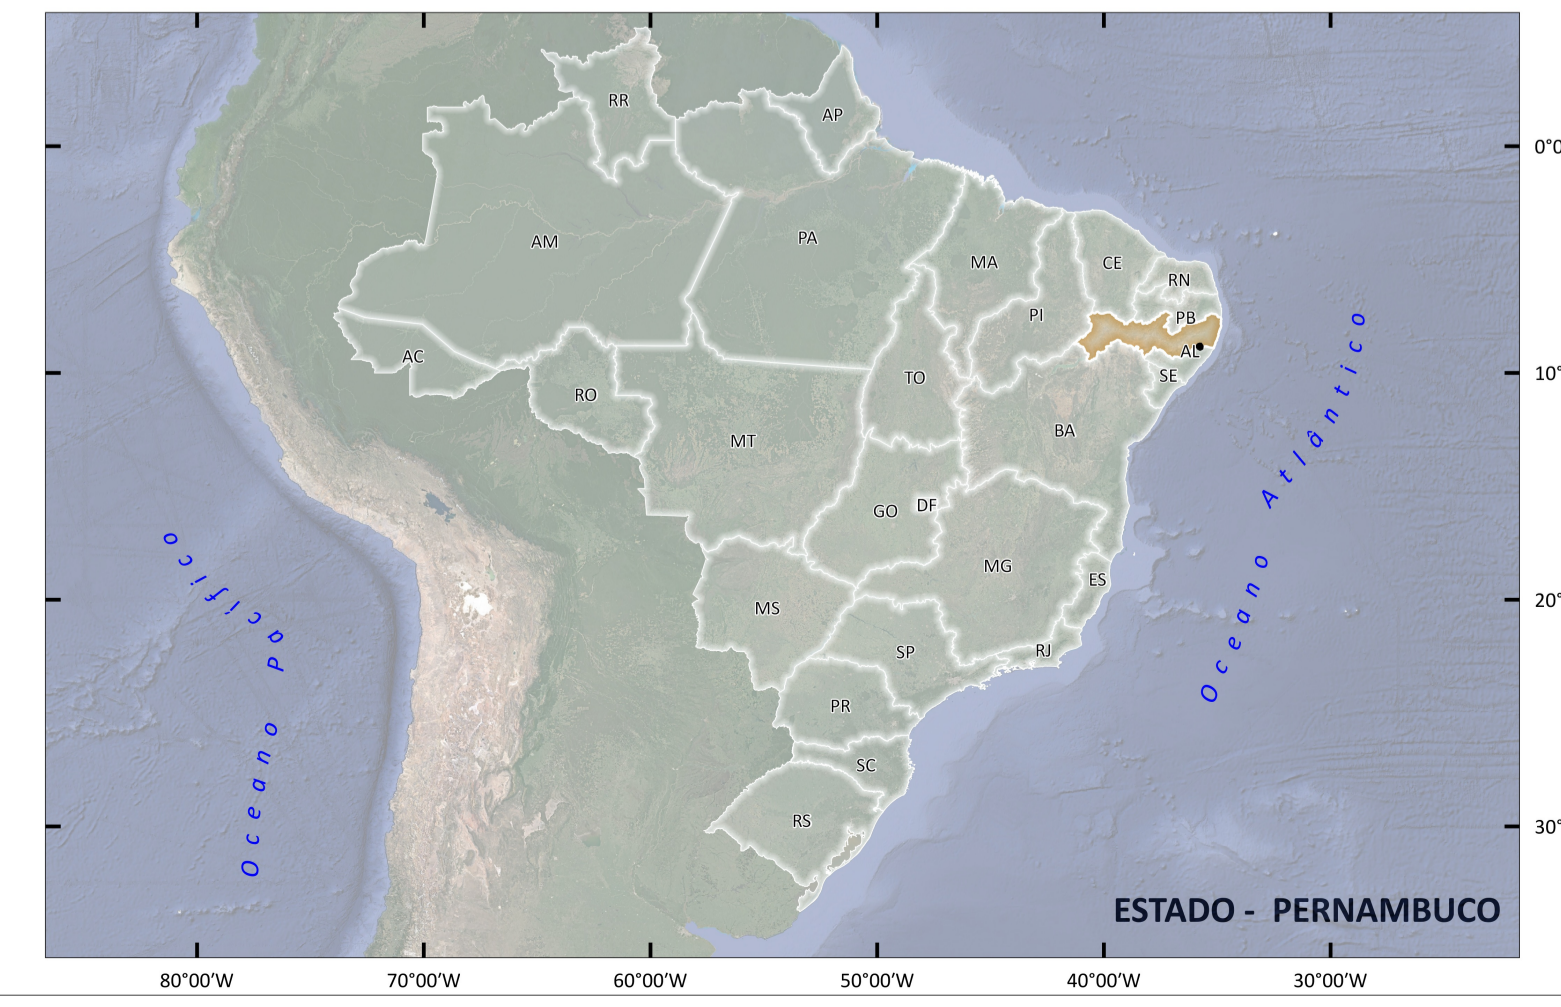 RR
AP
0°0
AM
PA
MA
CE
RN
PI
PB
AC
AL
10°
TO
SE
RO
BA
MT
Oceano Atlântico
GO
DF
MG
ES
MS
20°
Oceano Pacífico
SP
RJ
PR
SC
RS
30°
ESTADO - PERNAMBUCO
80°00'W
70°00'W
60°00'W
50°00'W
40°00'W
30°00'W